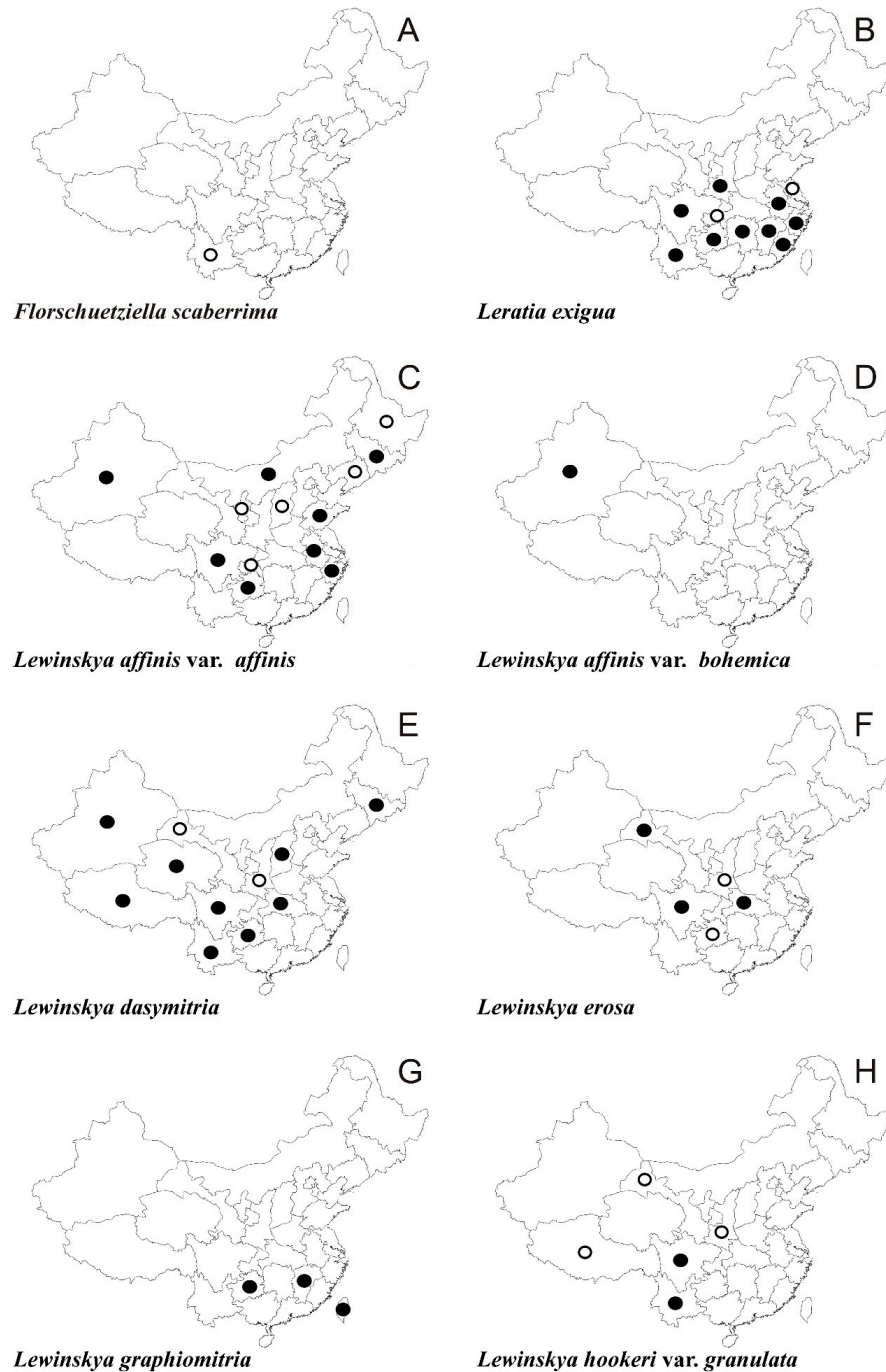 A
Florschuetziella scaberrima
B
Leratia exigua
C
Lewinskya affinis var. affinis
D
Lewinskya affinis var. bohemica
E
Lewinskya dasymitria
F
Lewinskya erosa
G
Lewinskya graphiomitria
H
Lewinskya hookeri var. granulata